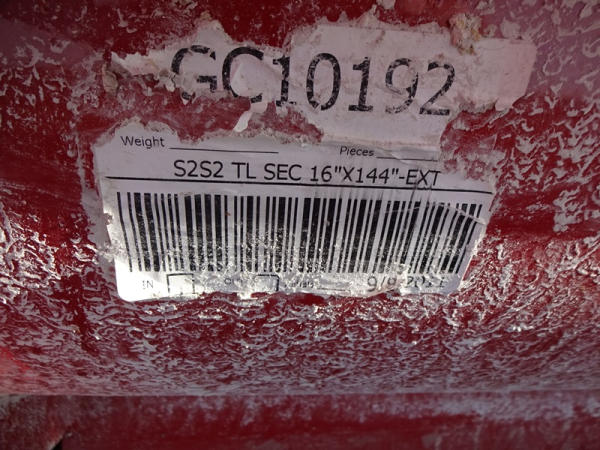 GC10192
Weight Pieces
S2S2 TL SEC 16"X144"-EXT